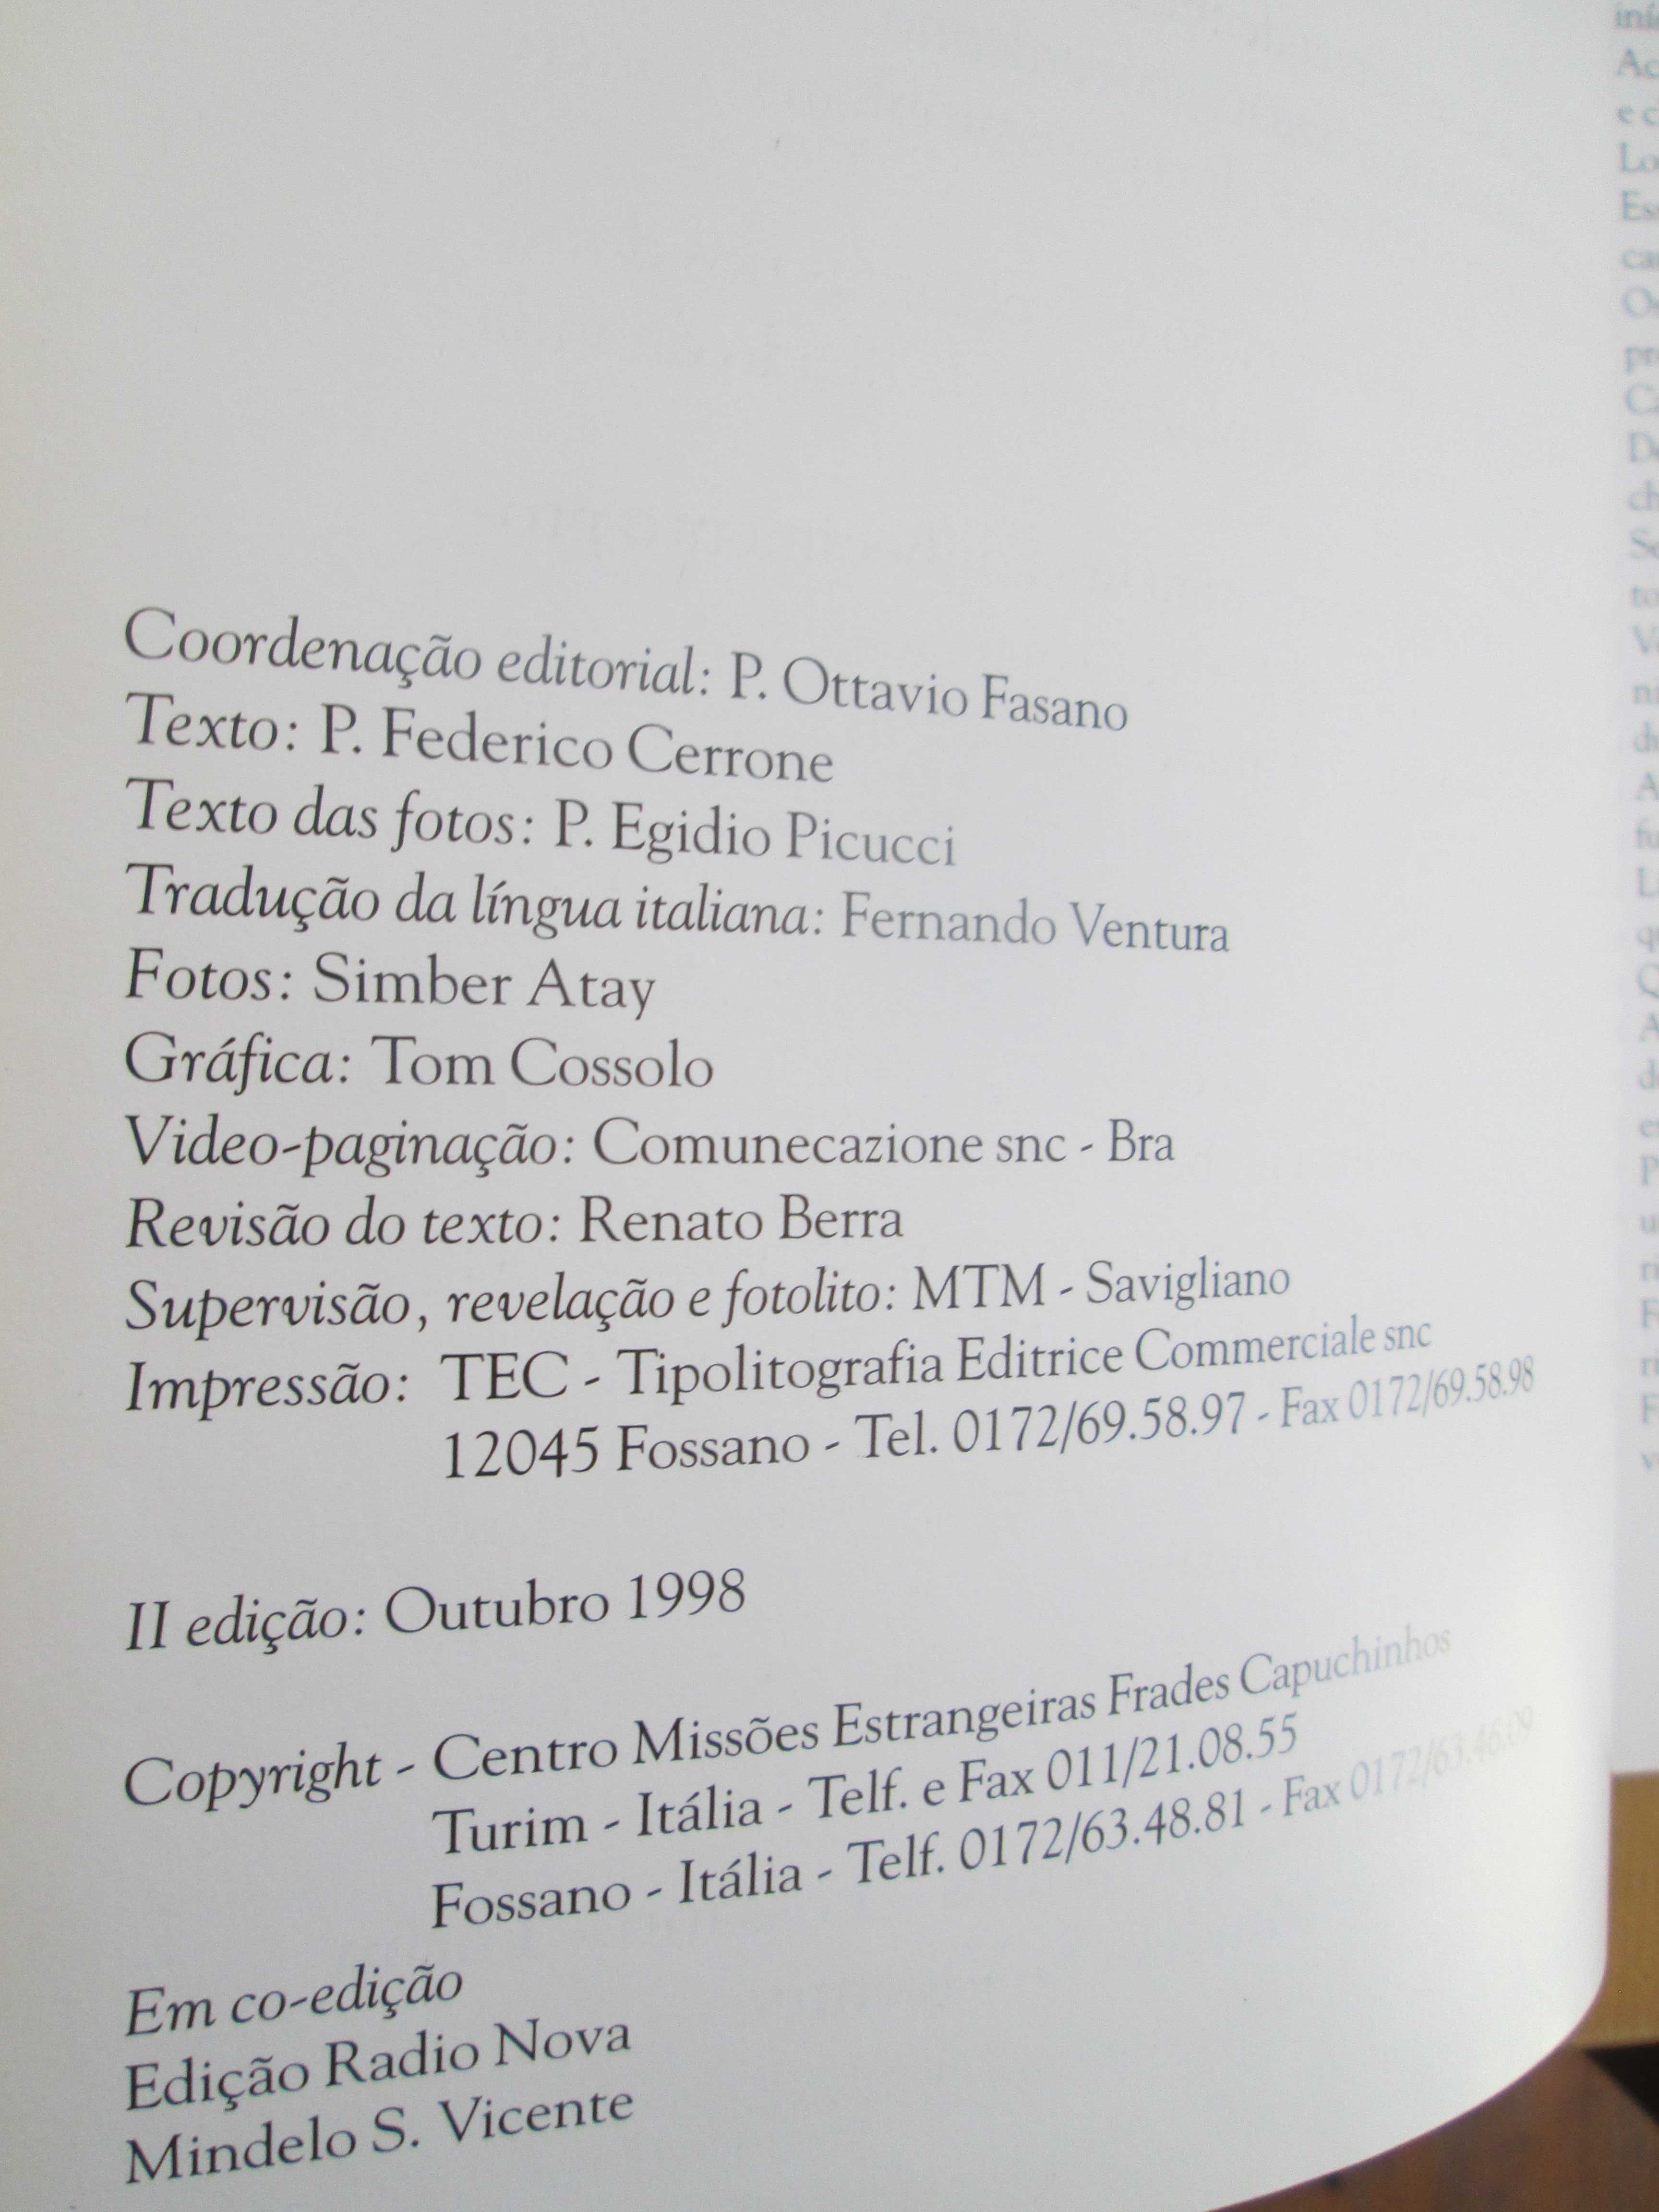 Coordenação editorial: P. Ottavio Fasano
Texto: P. Federico Cerrone
Texto das fotos: P. Egidio Picucci
Tradução da língua italiana: Fernando Ventura
Fotos: Simber Atay
Gráfica: Tom Cossolo
Video-paginação: Comunecazione snc - Bra
Revisão do texto: Renato Berra
Supervisão, revelação e fotolito: MTM - Savigliano
Impressão: TEC - Tipolitografia Editrice Commerciale snc
12045 Fossano - Tel. 0172/69.58.97 - Fax 0172/69.58.98
II edição: Outubro 1998
Copyright - Centro Missões Estrangeiras Frades Capuchinhos
Turim - Itália - Telf. e Fax 011/21.08.55
Fossano - Itália - Telf. 0172/63.48.81 - Fax 0172/63.46.09
Em co-edição
Edição Radio Nova
Mindelo S. Vicente